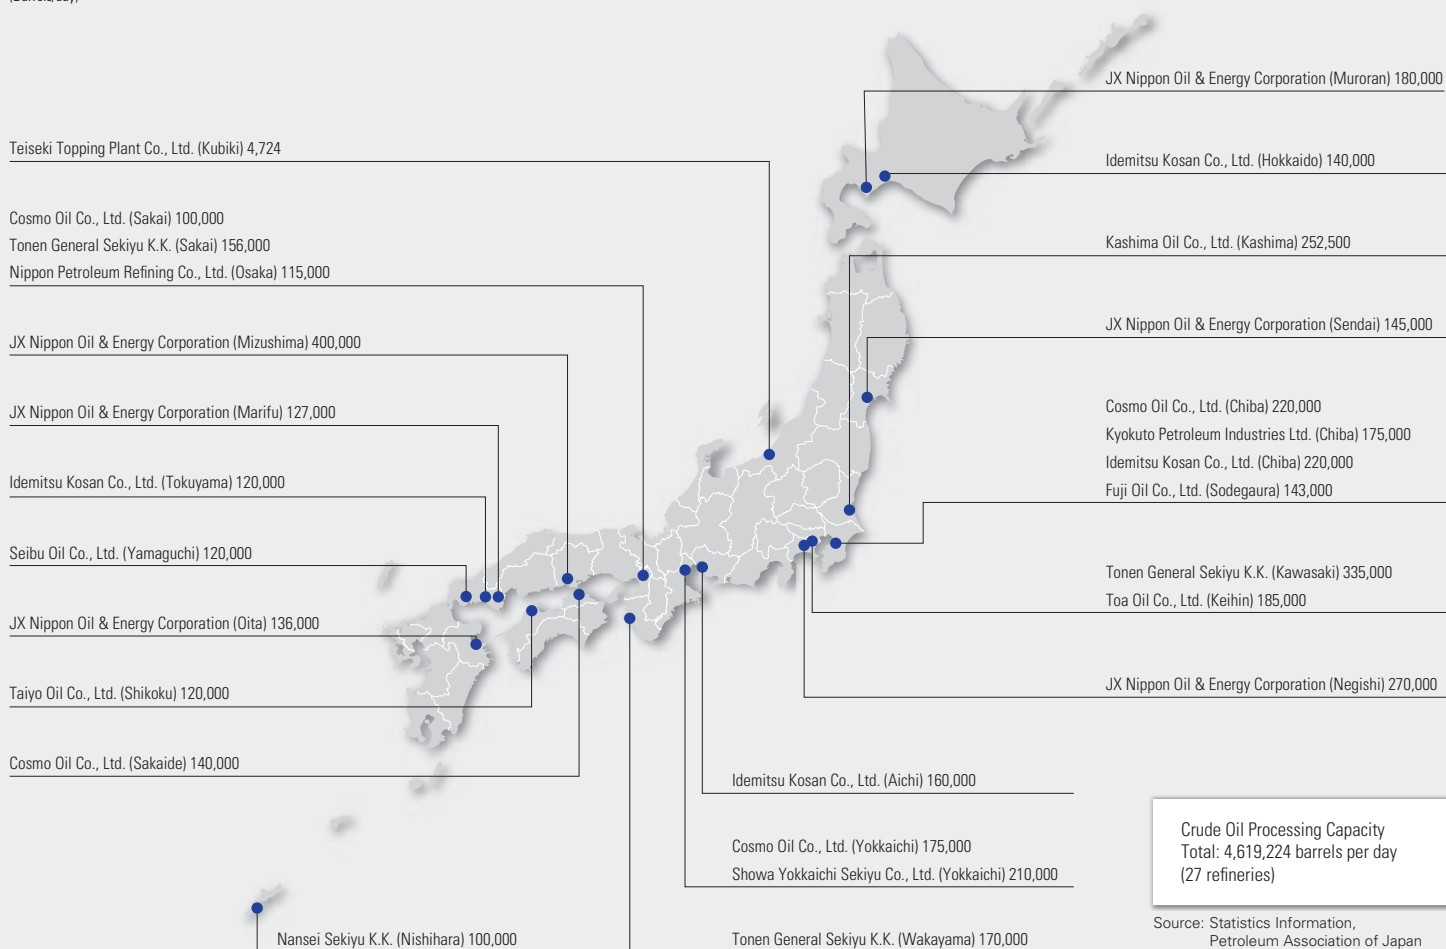 (Barrels/day)
JX Nippon Oil & Energy Corporation (Muroran) 180,000
Teiseki Topping Plant Co., Ltd. (Kubiki) 4,724
Idemitsu Kosan Co., Ltd. (Hokkaido) 140,000
Cosmo Oil Co., Ltd. (Sakai) 100,000
Tonen General Sekiyu K.K. (Sakai) 156,000
Nippon Petroleum Refining Co., Ltd. (Osaka) 115,000
Kashima Oil Co., Ltd. (Kashima) 252,500
JX Nippon Oil & Energy Corporation (Sendai) 145,000
JX Nippon Oil & Energy Corporation (Mizushima) 400,000
JX Nippon Oil & Energy Corporation (Marifu) 127,000
Cosmo Oil Co., Ltd. (Chiba) 220,000
Kyokuto Petroleum Industries Ltd. (Chiba) 175,000
Idemitsu Kosan Co., Ltd. (Chiba) 220,000
Fuji Oil Co., Ltd. (Sodegaura) 143,000
Idemitsu Kosan Co., Ltd. (Tokuyama) 120,000
Seibu Oil Co., Ltd. (Yamaguchi) 120,000
Tonen General Sekiyu K.K. (Kawasaki) 335,000
Toa Oil Co., Ltd. (Keihin) 185,000
JX Nippon Oil & Energy Corporation (Oita) 136,000
Taiyo Oil Co., Ltd. (Shikoku) 120,000
JX Nippon Oil & Energy Corporation (Negishi) 270,000
Cosmo Oil Co., Ltd. (Sakaide) 140,000
Idemitsu Kosan Co., Ltd. (Aichi) 160,000
Cosmo Oil Co., Ltd. (Yokkaichi) 175,000
Showa Yokkaichi Sekiyu Co., Ltd. (Yokkaichi) 210,000
Crude Oil Processing Capacity
Total: 4,619,224 barrels per day
(27 refineries)
Source: Statistics Information,
Petroleum Association of Japan
Nansei Sekiyu K.K. (Nishihara) 100,000
Tonen General Sekiyu K.K. (Wakayama) 170,000